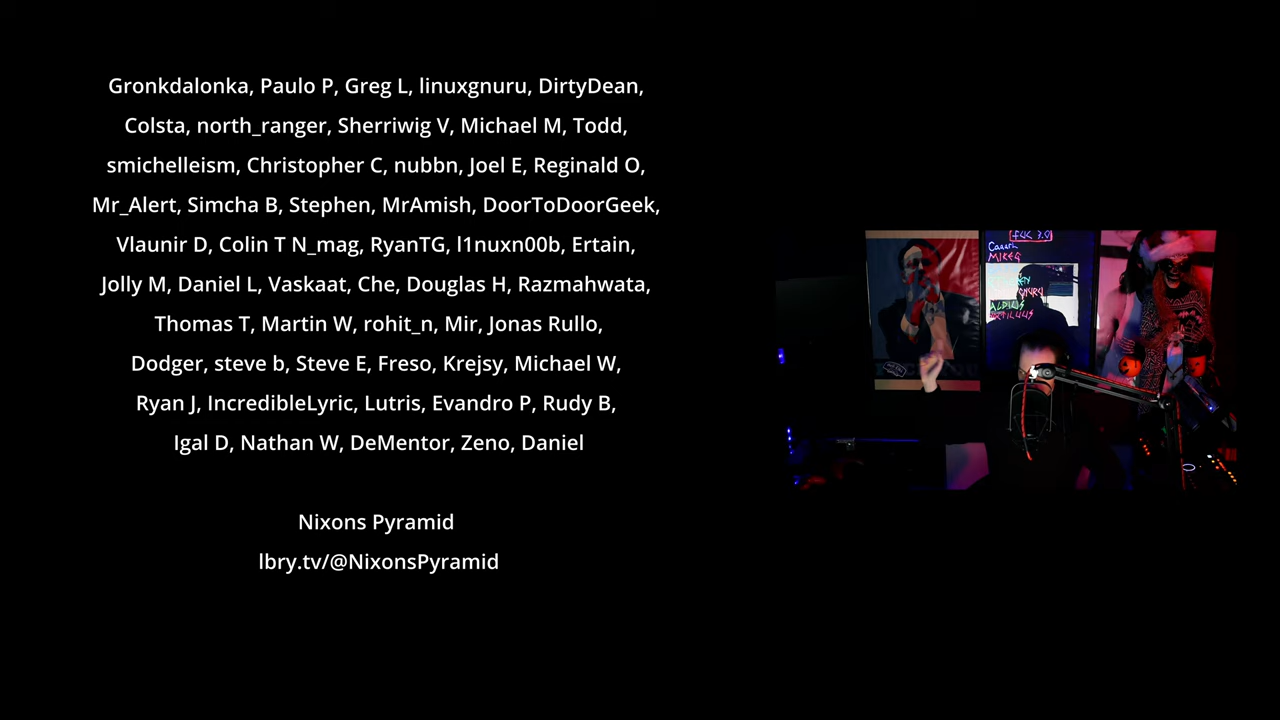 Gronkdalonka, Paulo P, Greg L, linuxgnuru, DirtyDean,
Colsta, north_ranger, Sherriwig V, Michael M, Todd,
smichelleism, Christopher C, nubbn, Joel E, Reginald O,
Mr_Alert, Simcha B, Stephen, MrAmish, DoorToDoorGeek,
Vlaunir D, Colin T N_mag, RyanTG, l1nuxn00b, Ertain,
Jolly M, Daniel L, Vaskaat, Che, Douglas H, Razmahwata,
Thomas T, Martin W, rohit_n, Mir, Jonas Rullo,
Dodger, steve b, Steve E, Freso, Krejsy, Michael W,
Ryan J, IncredibleLyric, Lutris, Evandro P, Rudy B,
Igal D, Nathan W, DeMentor, Zeno, Daniel
Nixons Pyramid
lbry.tv/@NixonsPyramid
MIKEG